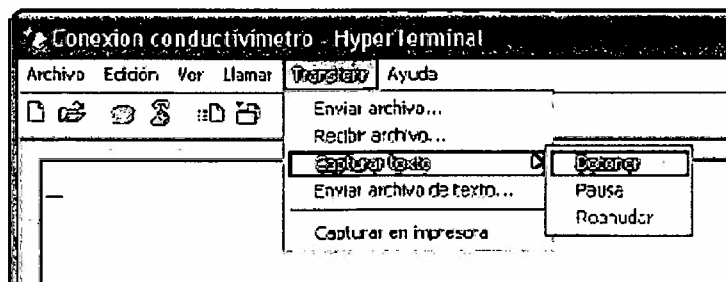 Conexion conductivimetro - HyperTerminal
Archivo Edición Ver Llamar Transferir Ayuda
Enviar archivo...
Recibir archivo...
Capturar texto Detener
Enviar archivo de texto... Pausa
Reanudar
Capturar en impresora